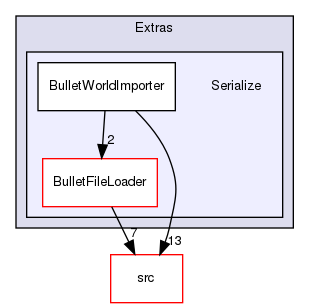 Extras
BulletWorldImporter
Serialize
2
BulletFileLoader
7
13
src